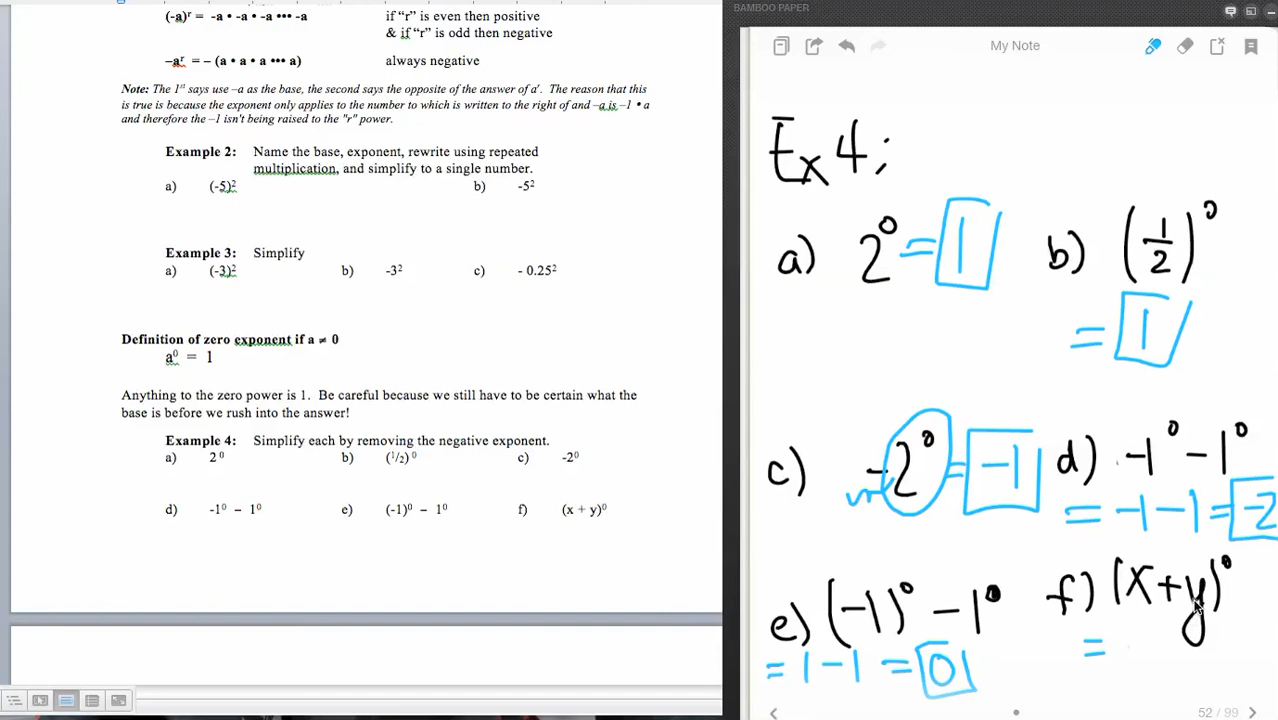 BAMBOO PAPER
My Note
(-a)ʳ = -a • -a • -a ••• -a if “r” is even then positive
& if “r” is odd then negative
–aʳ = – (a • a • a ••• a) always negative
Note: The 1ˢᵗ says use –a as the base, the second says the opposite of the answer of aʳ. The reason that this
is true is because the exponent only applies to the number to which is written to the right of and –a is –1 • a
and therefore the –1 isn't being raised to the "r" power.
Example 2: Name the base, exponent, rewrite using repeated
multiplication, and simplify to a single number.
a) (-5)² b) -5²
Example 3: Simplify
a) (-3)² b) -3² c) - 0.25²
Definition of zero exponent if a ≠ 0
a⁰ = 1
Anything to the zero power is 1. Be careful because we still have to be certain what the
base is before we rush into the answer!
Example 4: Simplify each by removing the negative exponent.
a) 2⁰ b) (¹/₂)⁰ c) -2⁰
d) -1⁰ – 1⁰ e) (-1)⁰ – 1⁰ f) (x + y)⁰
Ex 4;
a) 2⁰ = 1 b) (1/2)⁰
= 1
c) -2⁰ = -1 d) -1⁰ - 1⁰
= -1 - 1 = -2
e) (-1)⁰ - 1⁰ f) (x+y)⁰
= 1 - 1 = 0 =
52 / 99